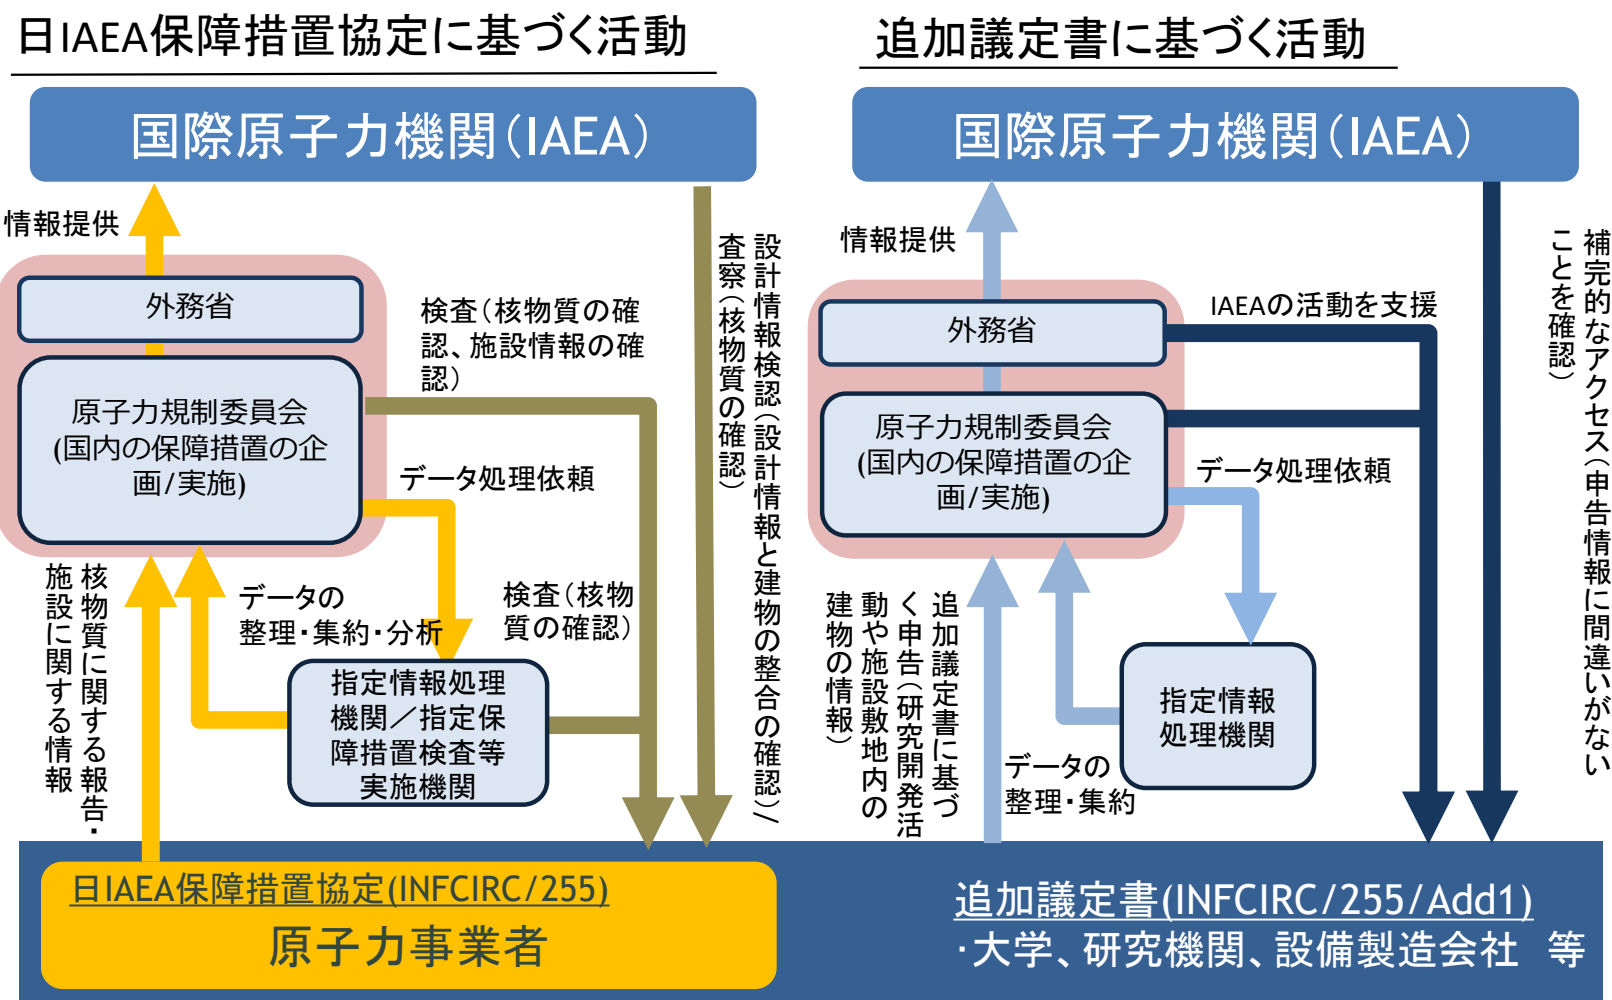 日IAEA保障措置協定に基づく活動
国際原子力機関(IAEA)
情報提供
外務省
原子力規制委員会
(国内の保障措置の企
画/実施)
検査(核物質の確
認、施設情報の確
認)
データ処理依頼
設計情報検認(設計情報と建物の整合の確認)/
査察(核物質の確認)
核物質に関する報告・
施設に関する情報
データの
整理・集約・分析
検査(核物
質の確認)
指定情報処理
機関／指定保
障措置検査等
実施機関
日IAEA保障措置協定(INFCIRC/255)
原子力事業者
追加議定書に基づく活動
国際原子力機関(IAEA)
情報提供
外務省
原子力規制委員会
(国内の保障措置の企
画/実施)
IAEAの活動を支援
データ処理依頼
補完的なアクセス(申告情報に間違いがない
ことを確認)
追加議定書に基づ
く申告(研究開発活
動や施設敷地内の
建物の情報)
データの
整理・集約
指定情報
処理機関
追加議定書(INFCIRC/255/Add1)
・大学、研究機関、設備製造会社　等